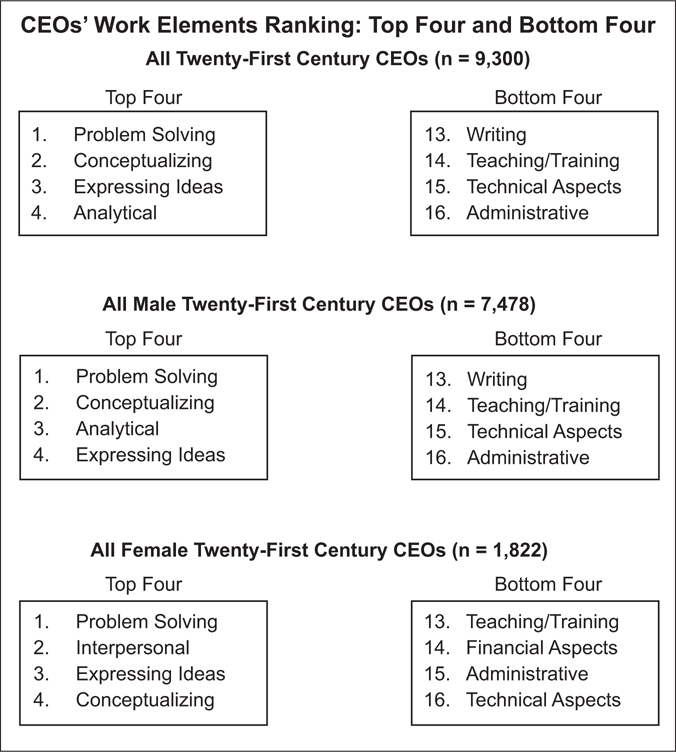 CEOs' Work Elements Ranking: Top Four and Bottom Four
All Twenty-First Century CEOs (n = 9,300)
Top Four
1. Problem Solving
2. Conceptualizing
3. Expressing Ideas
4. Analytical
Bottom Four
13. Writing
14. Teaching/Training
15. Technical Aspects
16. Administrative
All Male Twenty-First Century CEOs (n = 7,478)
Top Four
1. Problem Solving
2. Conceptualizing
3. Analytical
4. Expressing Ideas
Bottom Four
13. Writing
14. Teaching/Training
15. Technical Aspects
16. Administrative
All Female Twenty-First Century CEOs (n = 1,822)
Top Four
1. Problem Solving
2. Interpersonal
3. Expressing Ideas
4. Conceptualizing
Bottom Four
13. Teaching/Training
14. Financial Aspects
15. Administrative
16. Technical Aspects